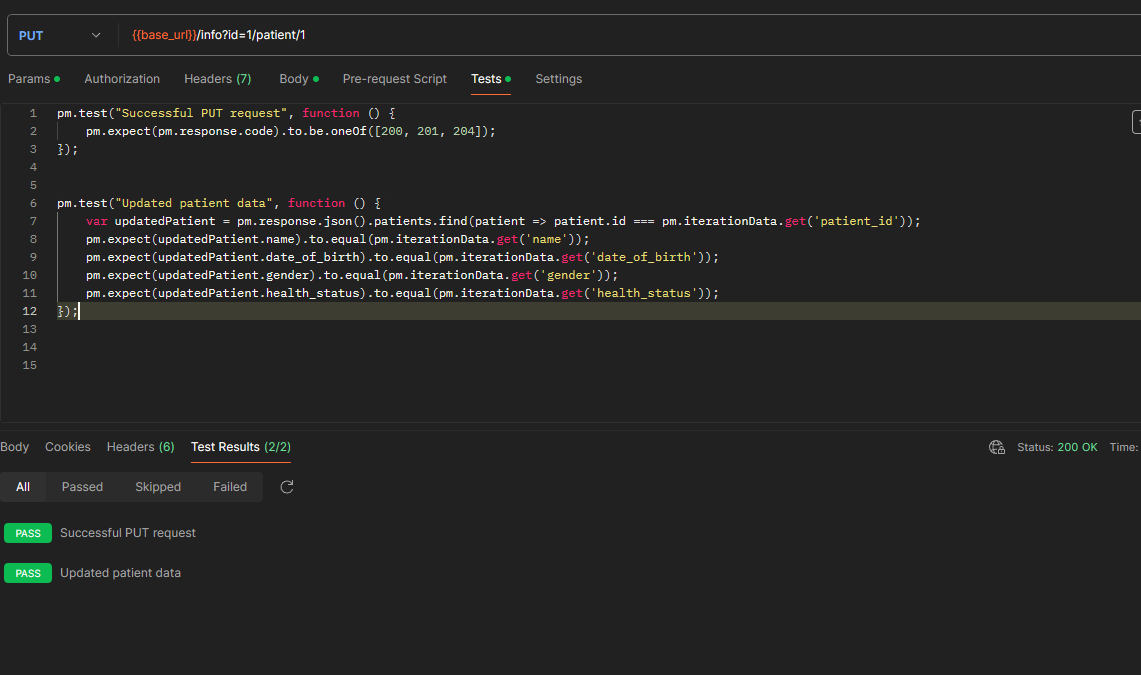 PUT {{base_url}}/info?id=1/patient/1
Params Authorization Headers (7) Body Pre-request Script Tests Settings
1 pm.test("Successful PUT request", function () {
2 pm.expect(pm.response.code).to.be.oneOf([200, 201, 204]);
3 });
4
5
6 pm.test("Updated patient data", function () {
7 var updatedPatient = pm.response.json().patients.find(patient => patient.id === pm.iterationData.get('patient_id'));
8 pm.expect(updatedPatient.name).to.equal(pm.iterationData.get('name'));
9 pm.expect(updatedPatient.date_of_birth).to.equal(pm.iterationData.get('date_of_birth'));
10 pm.expect(updatedPatient.gender).to.equal(pm.iterationData.get('gender'));
11 pm.expect(updatedPatient.health_status).to.equal(pm.iterationData.get('health_status'));
12 });
13
14
15
Body Cookies Headers (6) Test Results (2/2) Status: 200 OK Time:
All Passed Skipped Failed
PASS Successful PUT request
PASS Updated patient data